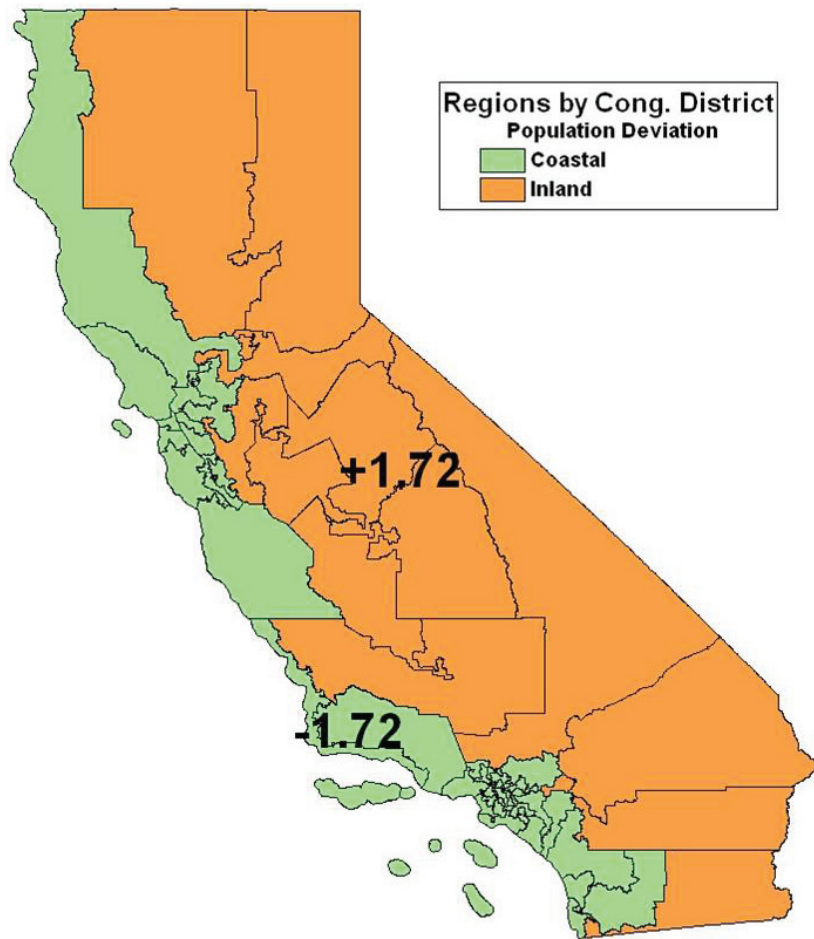 Regions by Cong. District
Population Deviation
Coastal
Inland
+1.72
-1.72